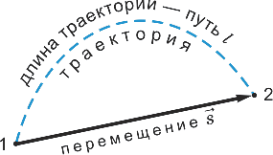 длина траектории — путь l
траектория
1
2
перемещение s⃗